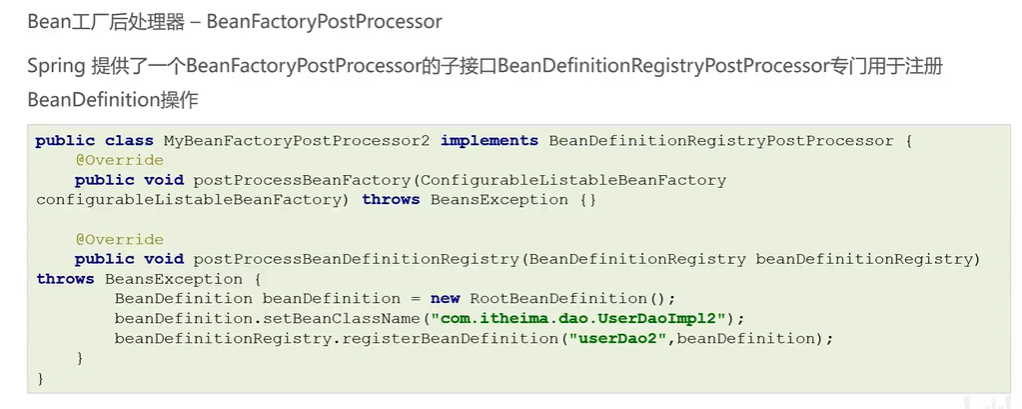 Bean工厂后处理器 – BeanFactoryPostProcessor
Spring 提供了一个BeanFactoryPostProcessor的子接口BeanDefinitionRegistryPostProcessor专门用于注册
BeanDefinition操作
public class MyBeanFactoryPostProcessor2 implements BeanDefinitionRegistryPostProcessor {
    @Override
    public void postProcessBeanFactory(ConfigurableListableBeanFactory
configurableListableBeanFactory) throws BeansException {}
    @Override
    public void postProcessBeanDefinitionRegistry(BeanDefinitionRegistry beanDefinitionRegistry)
throws BeansException {
        BeanDefinition beanDefinition = new RootBeanDefinition();
        beanDefinition.setBeanClassName("com.itheima.dao.UserDaoImpl2");
        beanDefinitionRegistry.registerBeanDefinition("userDao2",beanDefinition);
    }
}